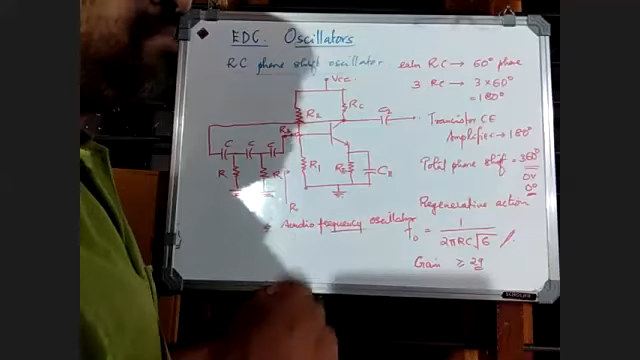 EDC. Oscillators
RC phase shift oscillator
each RC → 60° phase
3 RC → 3 x 60°
= 180°
Transistor CE
Amplifier → 180°
Total phase shift = 360°
or
0°
Regenerative action
Vcc
R2
Rc
C
C
C
R
R
R
R1
RE
CE
Audio frequency oscillator
f₀ = 1 / 2πRC√6
Gain ≥ 29